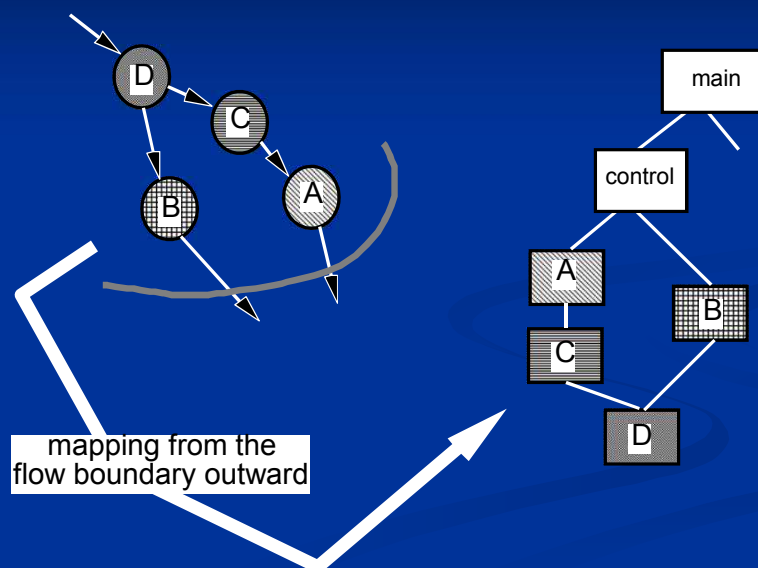 D
C
B
A
main
control
A
B
C
D
mapping from the
flow boundary outward